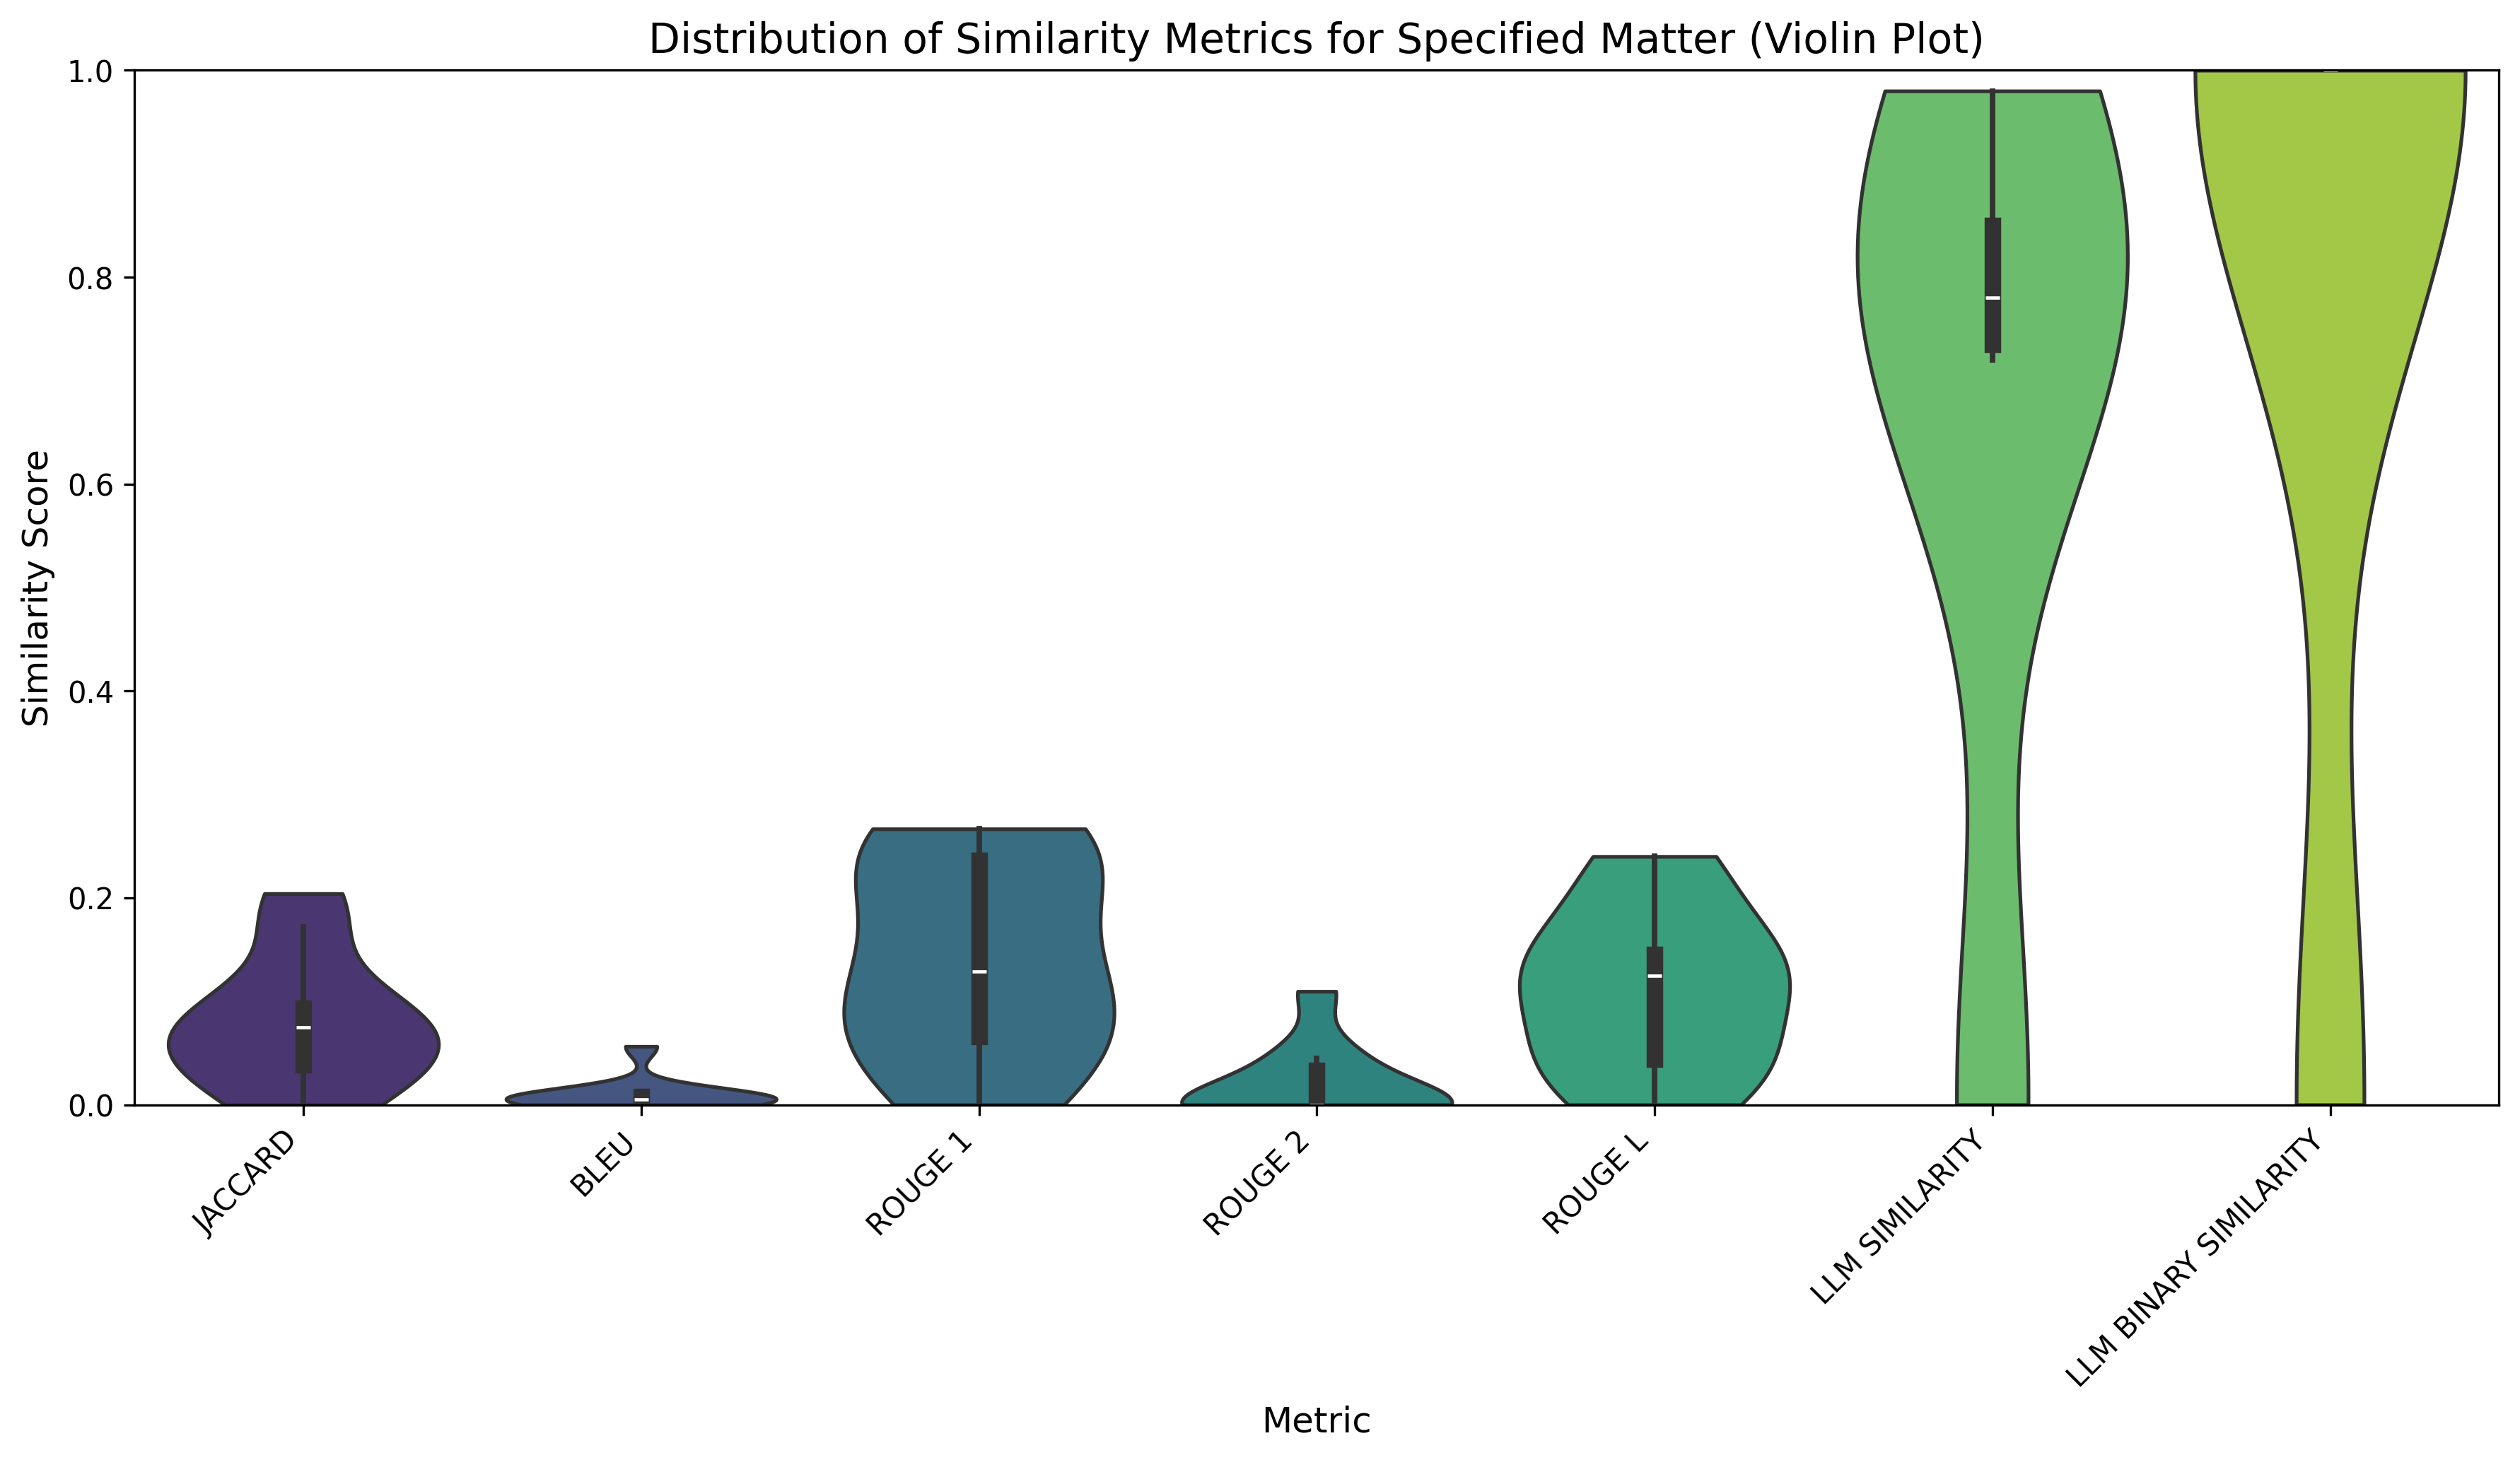 Distribution of Similarity Metrics for Specified Matter (Violin Plot)
1.0
0.8
0.6
0.4
0.2
0.0
Similarity Score
JACCARD
BLEU
ROUGE 1
ROUGE 2
ROUGE L
LLM SIMILARITY
LLM BINARY SIMILARITY
Metric